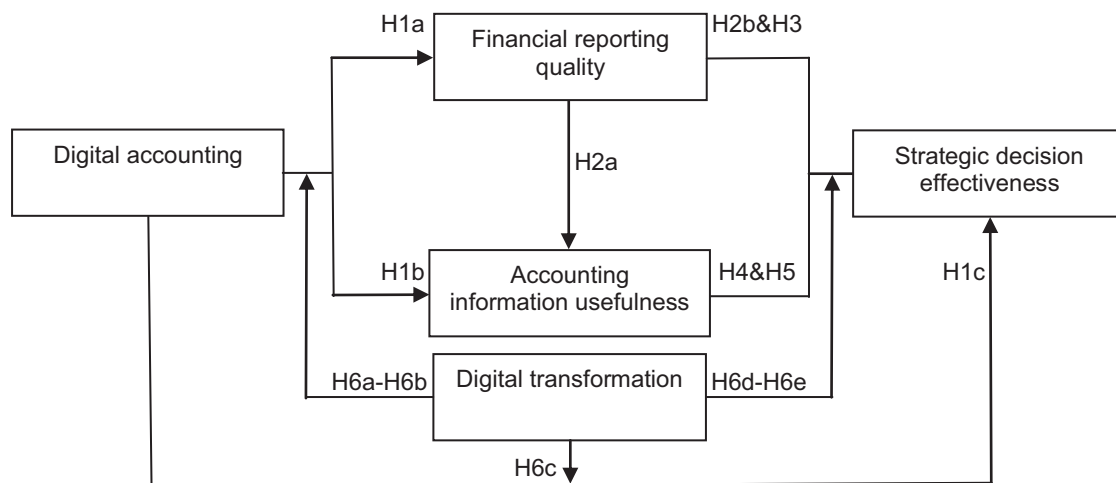 H1a
Financial reporting
quality
H2b&H3
Digital accounting
H2a
Strategic decision
effectiveness
H1b
Accounting
information usefulness
H4&H5
H1c
H6a-H6b
Digital transformation
H6d-H6e
H6c